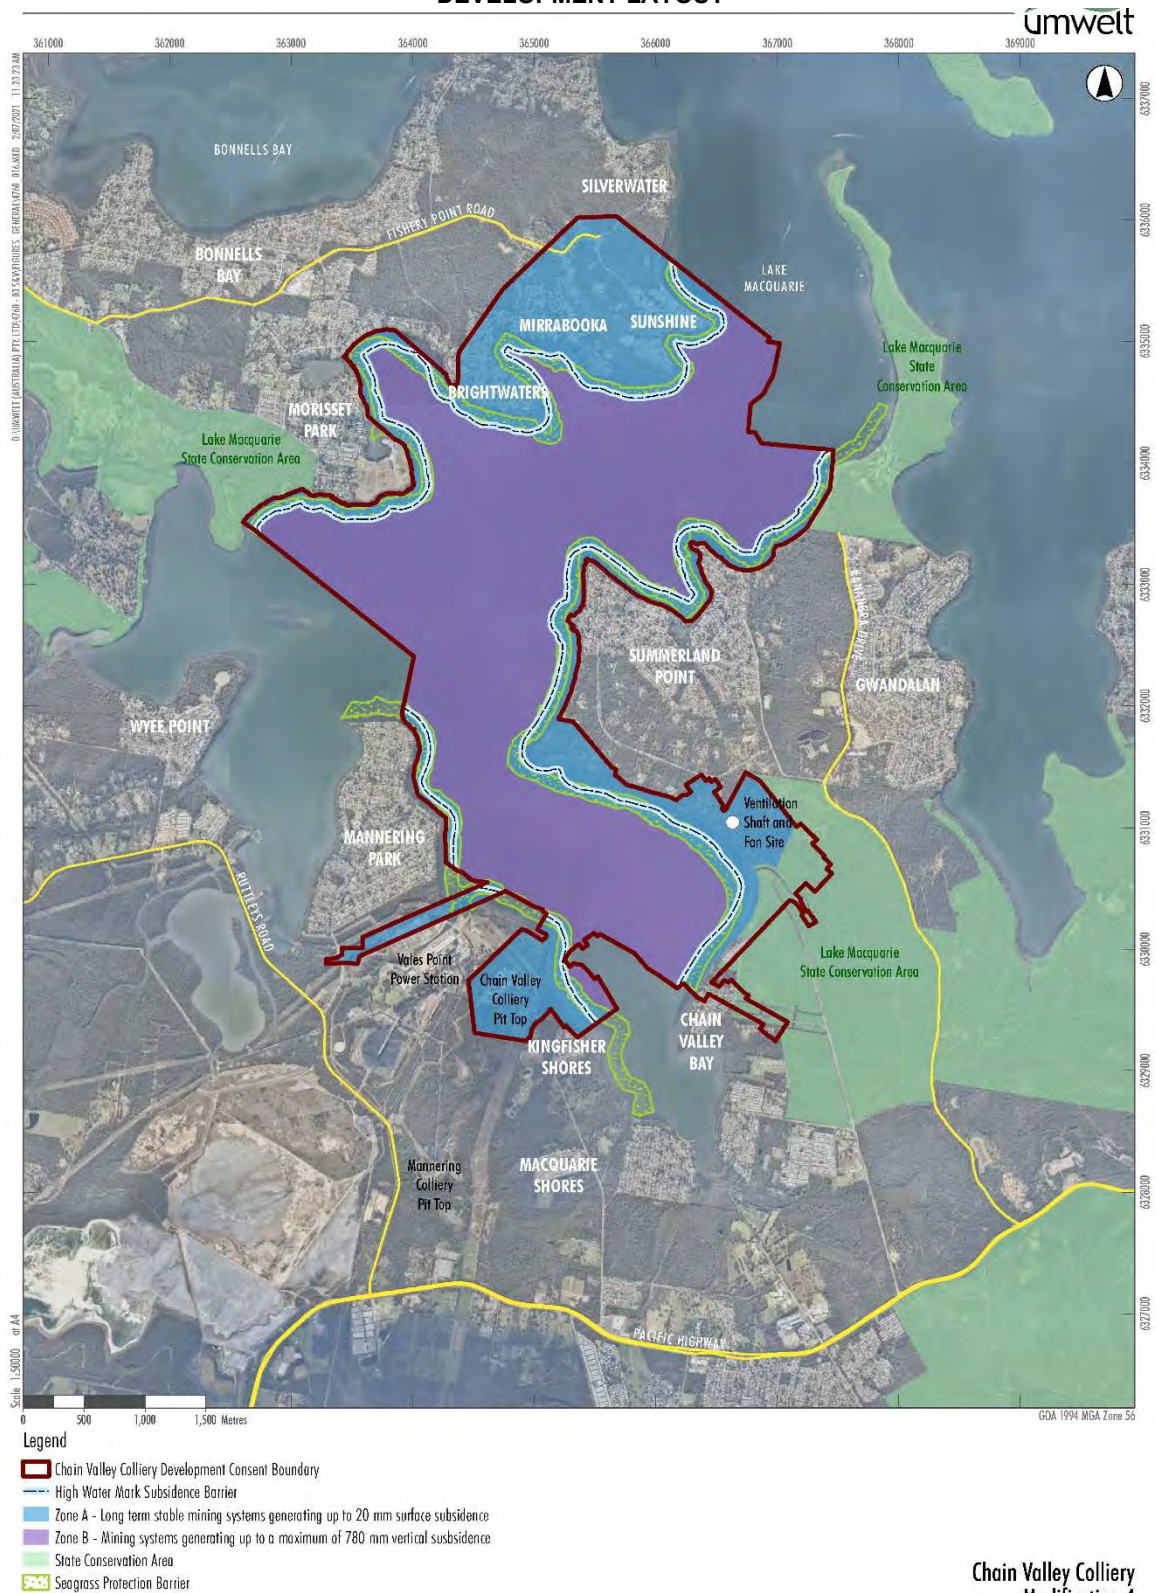 DEVELOPMENT LAYOUT
umwelt
361000 362000 363000 364000 365000 366000 367000 368000 369000
6337000
BONNELLS BAY
SILVERWATER
6336000
FISHERY POINT ROAD
BONNELLS
BAY
LAKE
MACQUARIE
MIRRABOOKA
SUNSHINE
6335000
Lake Macquarie
State
Conservation Area
BRIGHTWATERS
MORISSET
PARK
Lake Macquarie
State Conservation Area
6334000
6333000
KANANGRA DRIVE
SUMMERLAND
POINT
GWANDALAN
6332000
WYEE POINT
Ventilation
Shaft and
Fan Site
6331000
MANNERING
PARK
RUTTLEYS ROAD
Vales Point
Power Station
Chain Valley
Colliery
Pit Top
Lake Macquarie
State Conservation Area
6330000
CHAIN
VALLEY
BAY
KINGFISHER
SHORES
6329000
Mannering
Colliery
Pit Top
MACQUARIE
SHORES
6328000
6327000
PACIFIC HIGHWAY
Scale 1:50000 at A4
0 500 1,000 1,500 Metres
GDA 1994 MGA Zone 56
Legend
Chain Valley Colliery Development Consent Boundary
High Water Mark Subsidence Barrier
Zone A - Long term stable mining systems generating up to 20 mm surface subsidence
Zone B - Mining systems generating up to a maximum of 780 mm vertical susbsidence
State Conservation Area
Seagrass Protection Barrier
Chain Valley Colliery
Modification 4